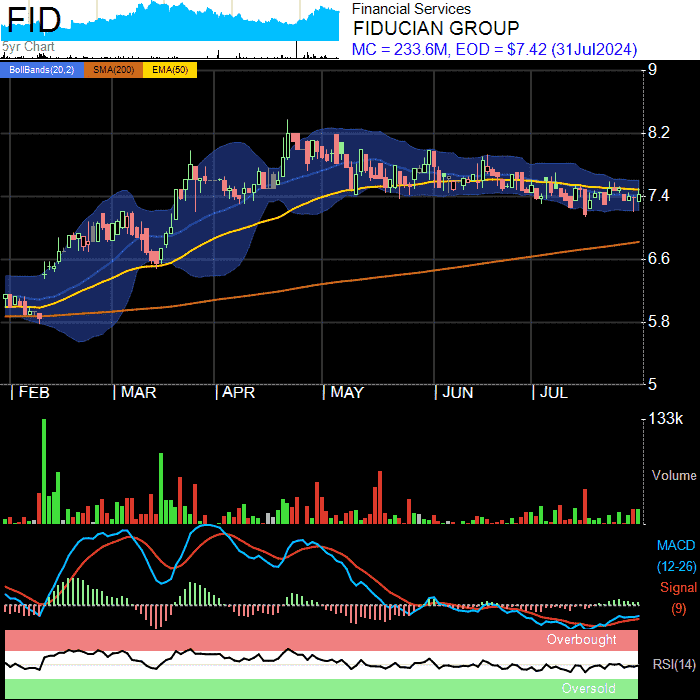 FID
5yr Chart
Financial Services
FIDUCIAN GROUP
MC = 233.6M, EOD = $7.42 (31Jul2024)
BollBands(20,2) SMA(200) EMA(50)
9
8.2
7.4
6.6
5.8
5
FEB MAR APR MAY JUN JUL
133k
Volume
MACD
(12-26)
Signal
(9)
Overbought
RSI(14)
Oversold